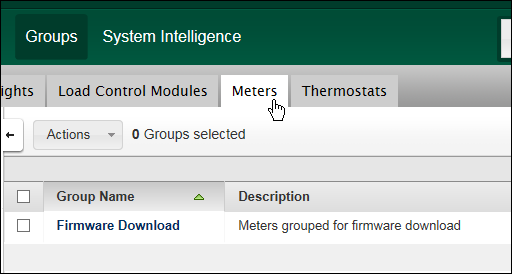 Groups System Intelligence
ights Load Control Modules Meters Thermostats
Actions 0 Groups selected
Group Name Description
Firmware Download Meters grouped for firmware download